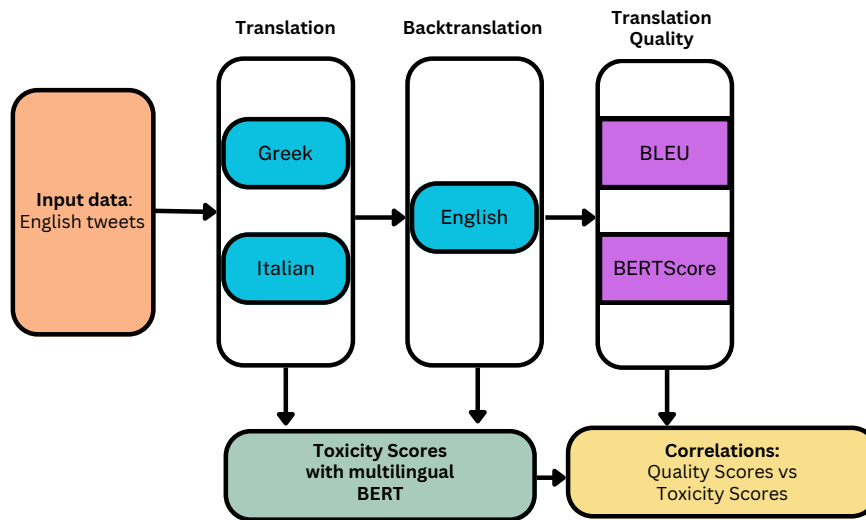 Translation
Backtranslation
Translation
Quality
Input data:
English tweets
Greek
Italian
English
BLEU
BERTScore
Toxicity Scores
with multilingual
BERT
Correlations:
Quality Scores vs
Toxicity Scores